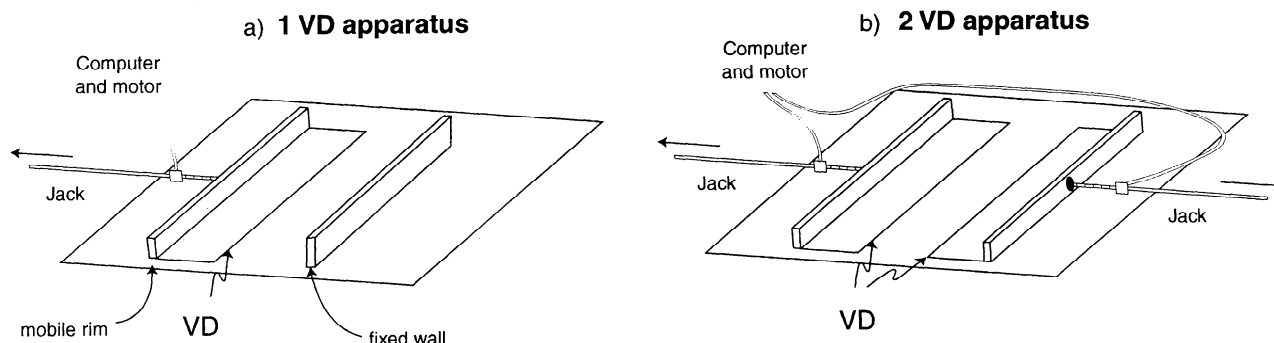 a) 1 VD apparatus
Computer
and motor
Jack
mobile rim
VD
fixed wall
b) 2 VD apparatus
Computer
and motor
Jack
Jack
VD